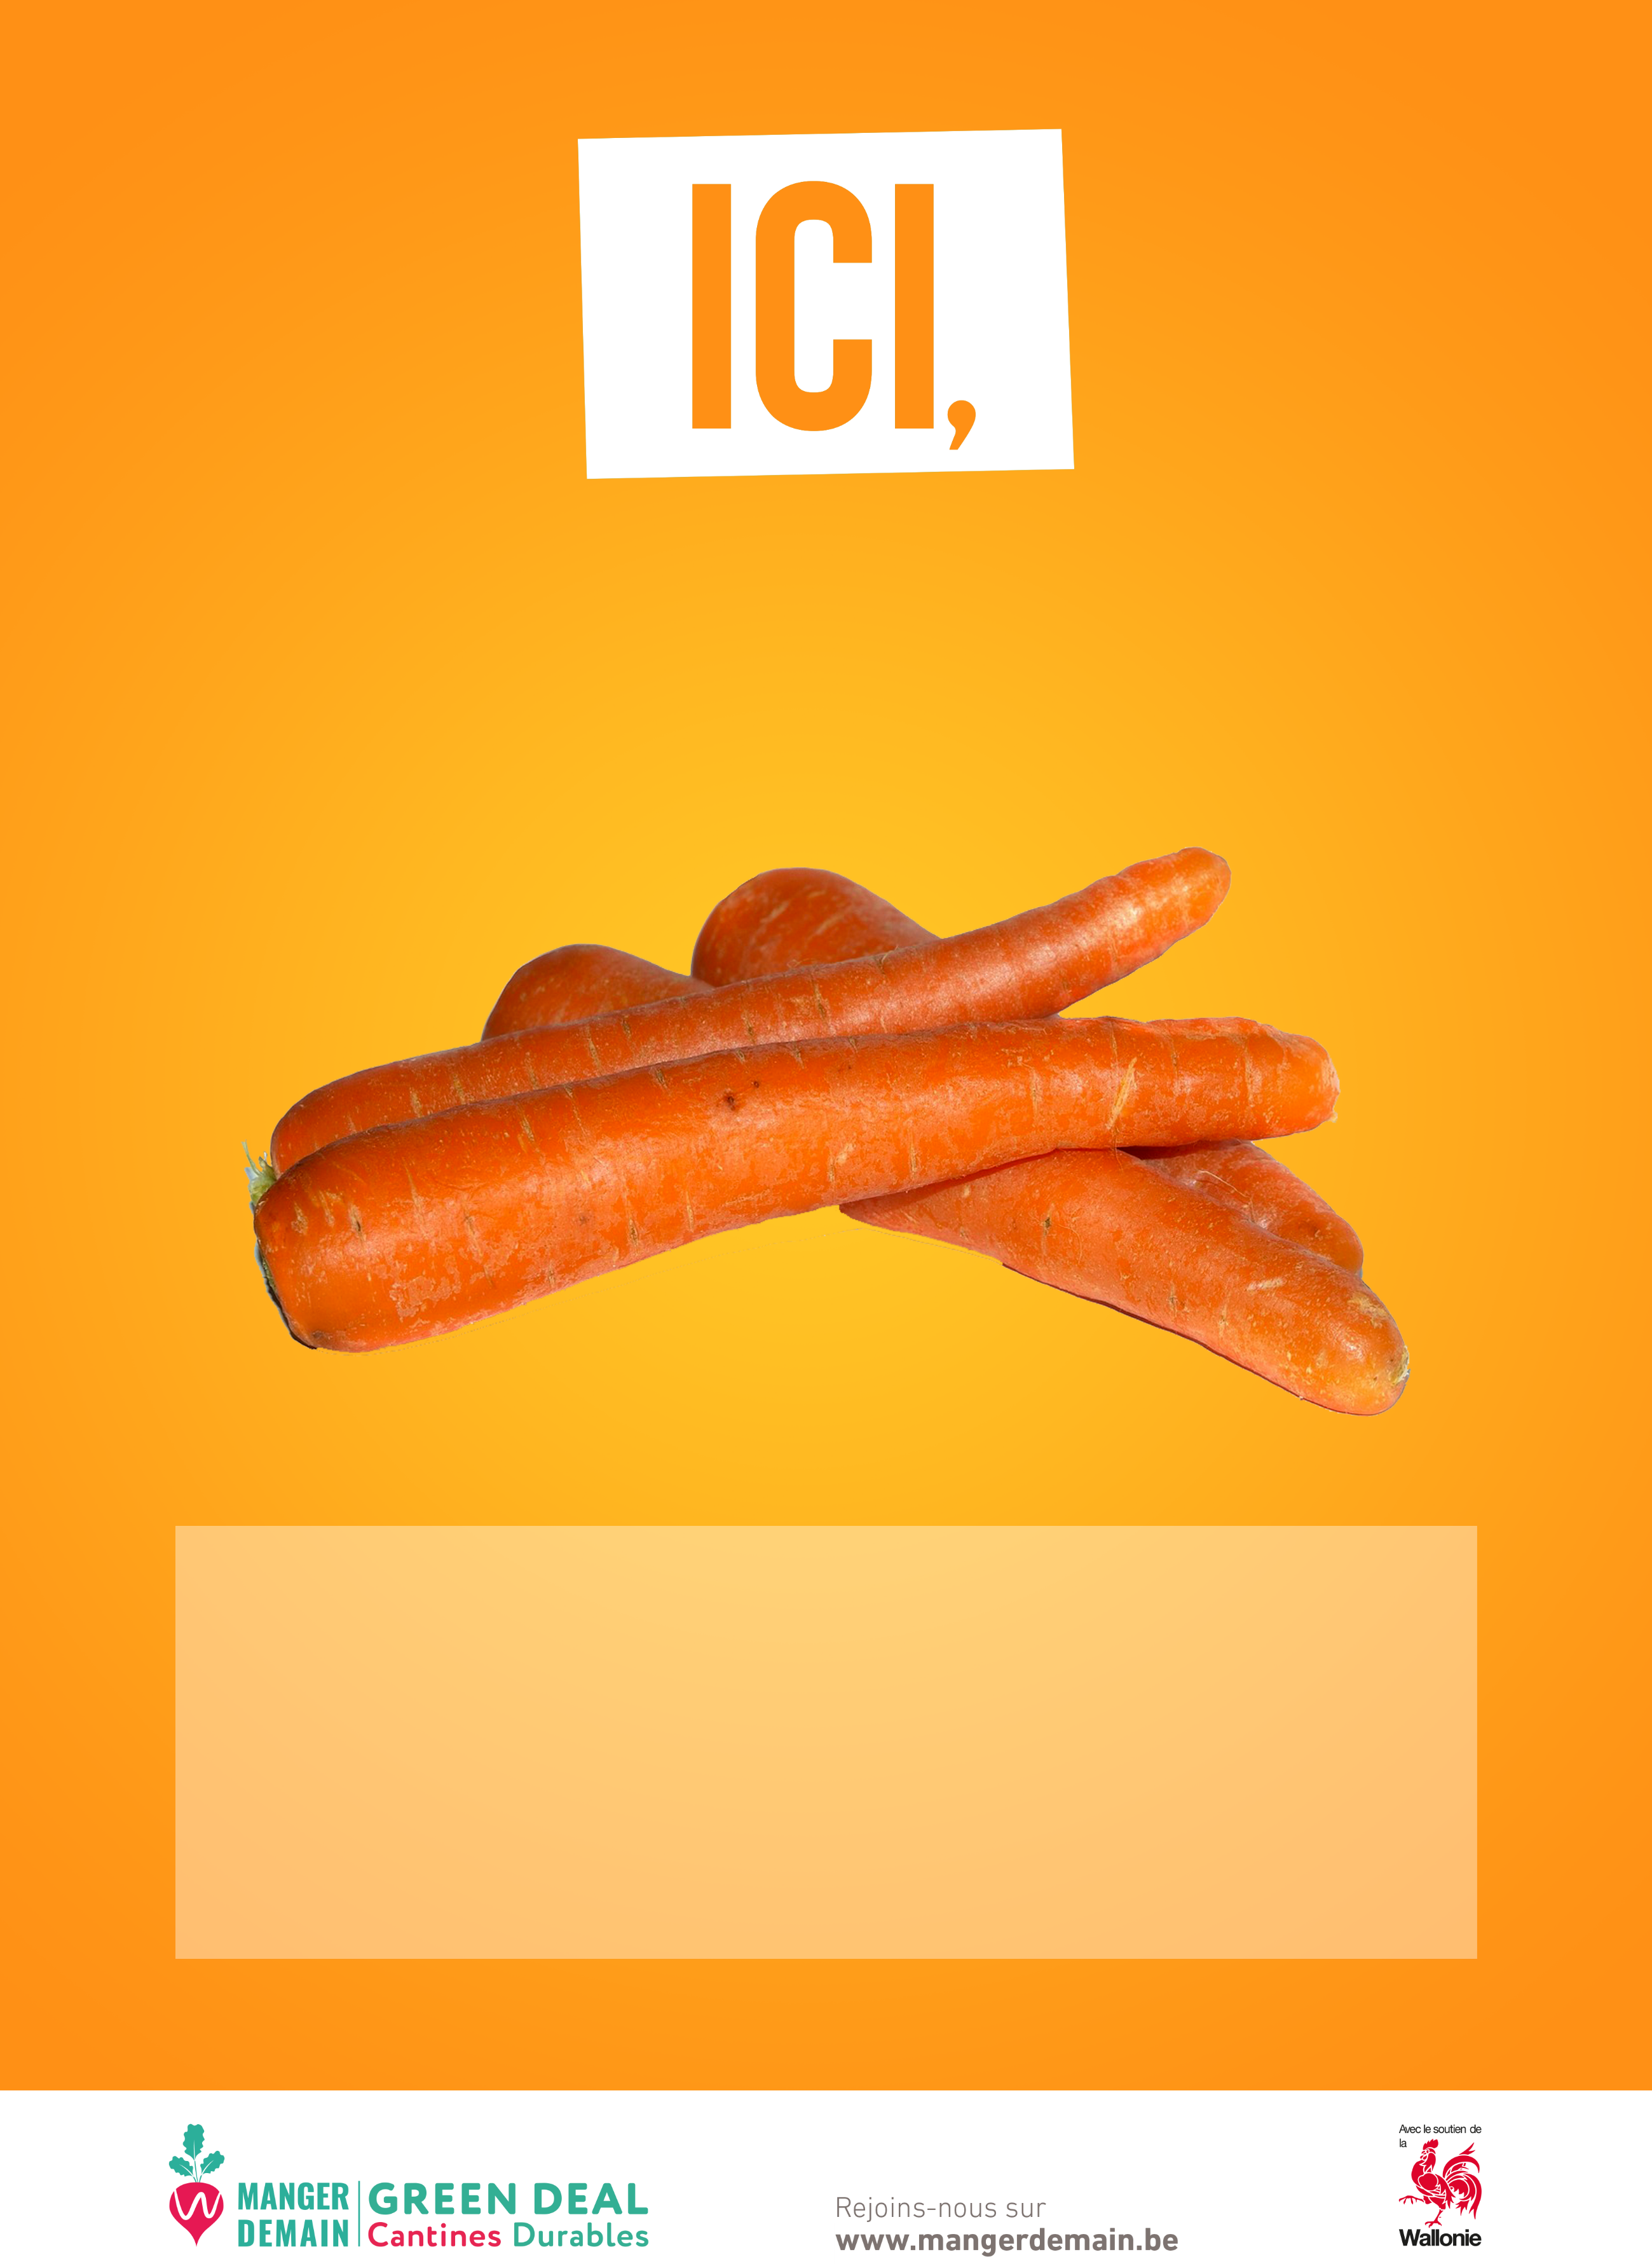 ICI,
MANGER
DEMAIN
GREEN DEAL
Cantines Durables
Rejoins-nous sur
www.mangerdemain.be
Avec le soutien de
la
Wallonie